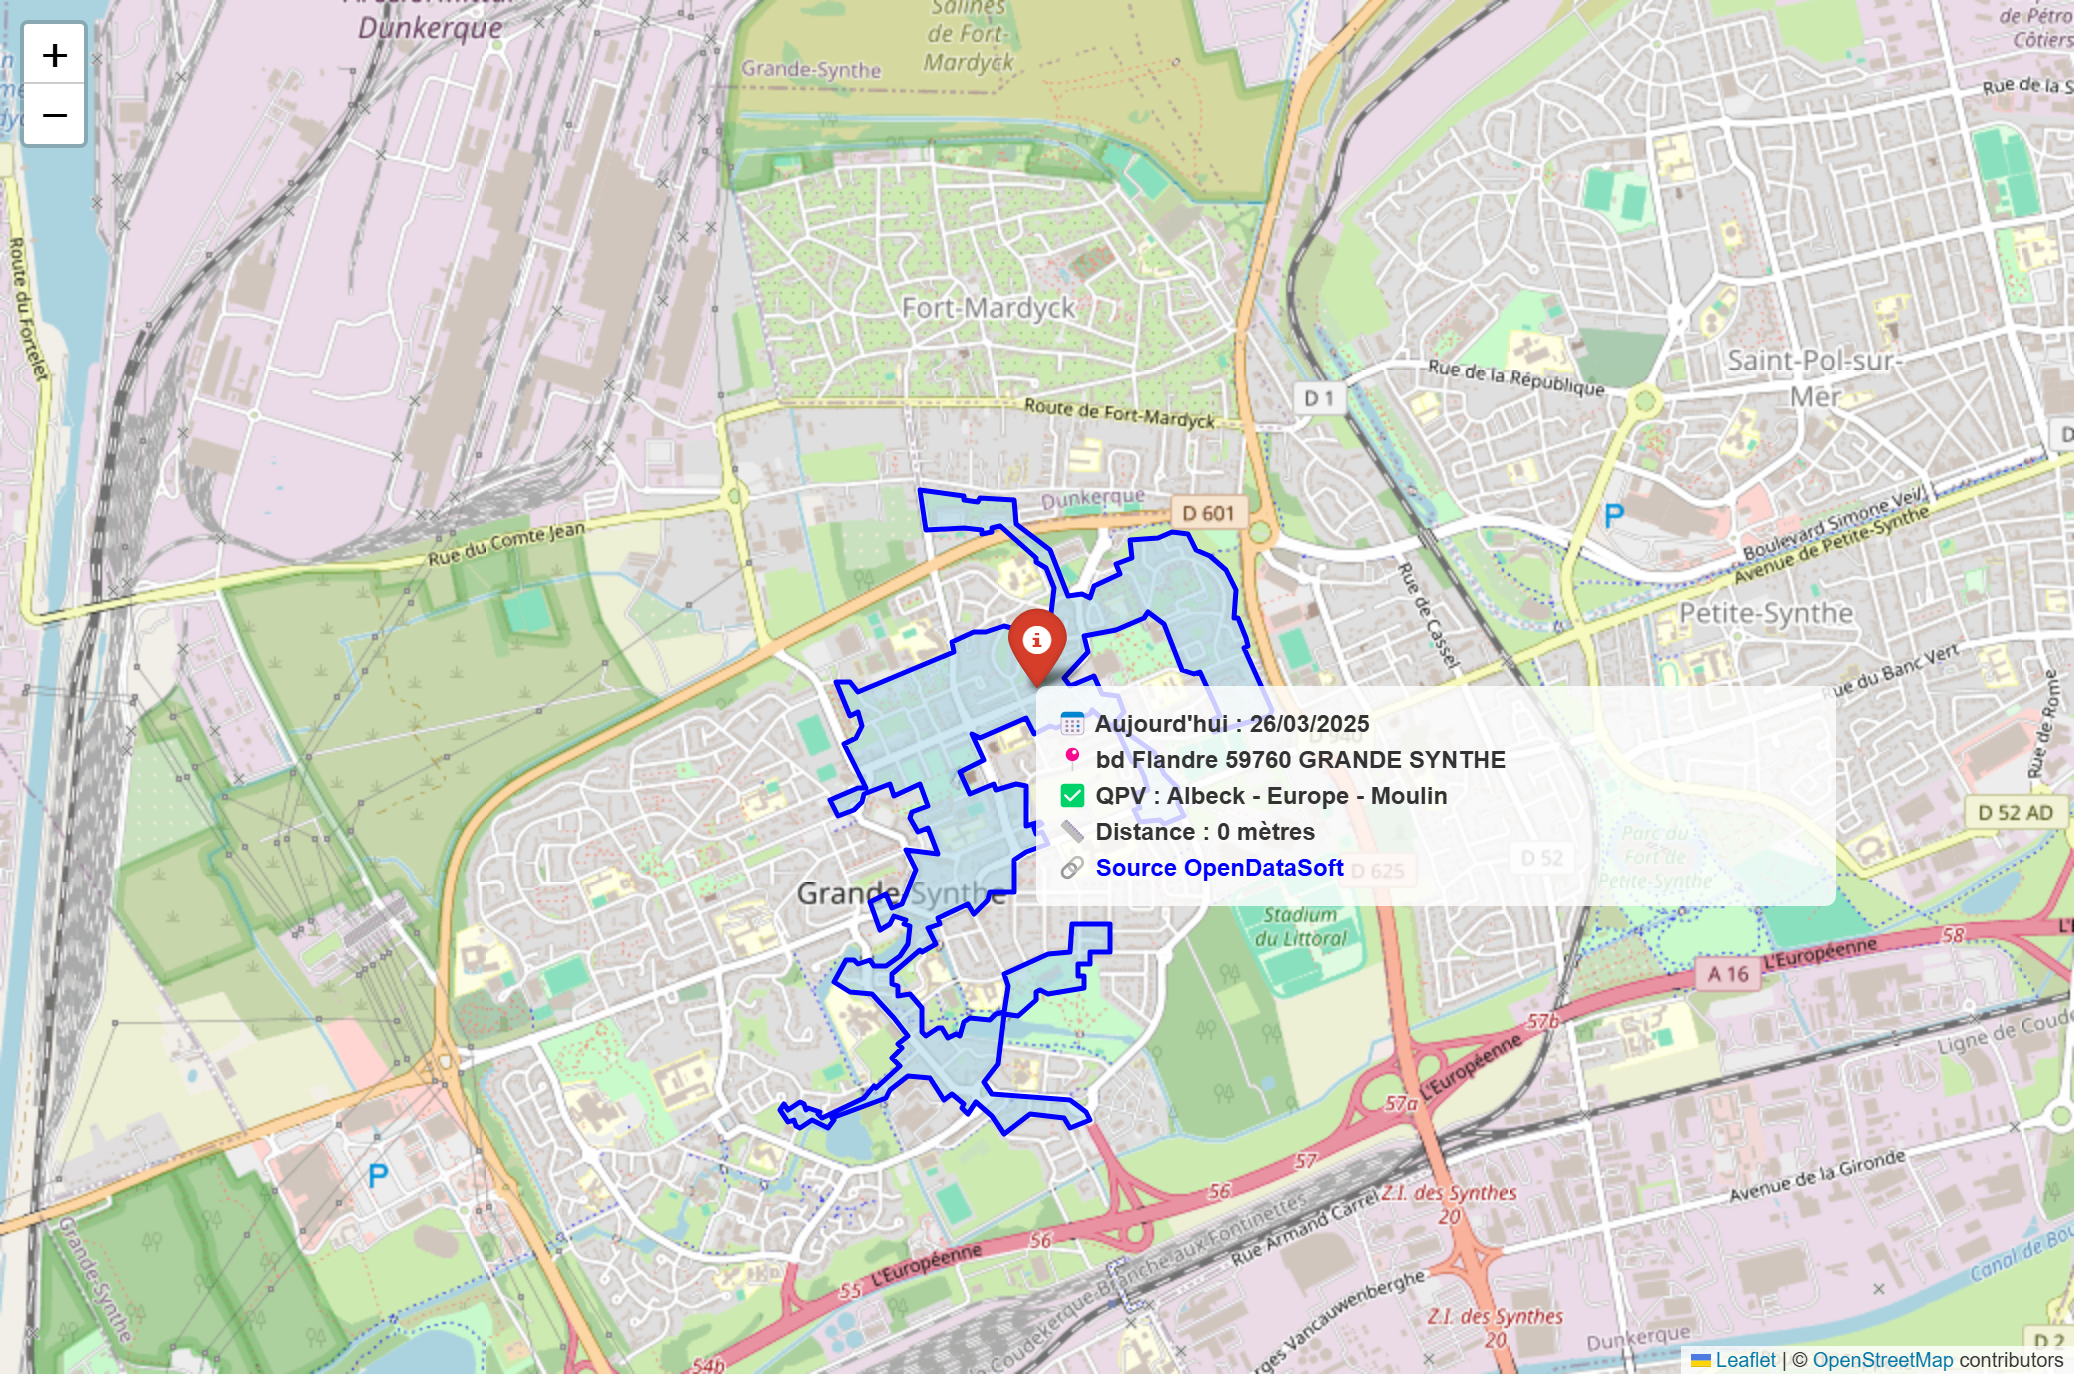 +
−
Dunkerque
Salines
de Fort-
Mardyck
Grande-Synthe
de Pétro
Côtiers
Rue de la S
Route du Fortelet
Fort-Mardyck
Saint-Pol-sur-
Mer
Rue de la République
D 1
Route de Fort-Mardyck
D
Dunkerque
D 601
P
Boulevard Simone Veil
Avenue de Petite-Synthe
Rue du Comte Jean
Rue de Cassel
Petite-Synthe
Rue du Banc Vert
Rue de Rome
Aujourd'hui : 26/03/2025
bd Flandre 59760 GRANDE SYNTHE
QPV : Albeck - Europe - Moulin
Distance : 0 mètres
Source OpenDataSoft
D 52 AD
Parc du
Fort de
Petite-Synthe
D 52
D 625
Grande-Synthe
Stadium
du Littoral
58
L'Européenne
A 16
57b
L'Européenne
Ligne de Coude
57a
57
P
56
Z.I. des Synthes
20
Avenue de la Gironde
Rue Armand Carrel
Branche aux Fontinettes
de Coudekerque
56
L'Européenne
55
Grande-Synthe
Canal de Bou
rges Vancauwenberghe
Z.I. des Synthes
20
Dunkerque
D 2
54b
Leaflet | © OpenStreetMap contributors